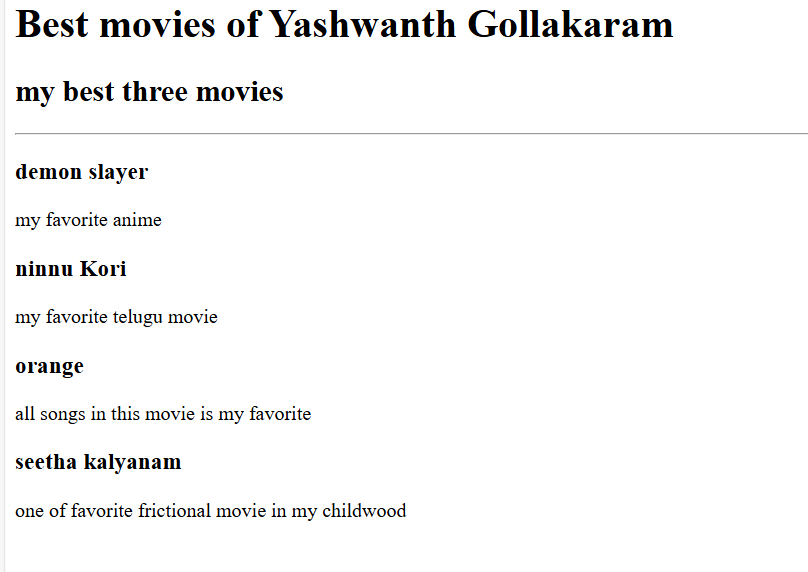 Best movies of Yashwanth Gollakaram
my best three movies
demon slayer
my favorite anime
ninnu Kori
my favorite telugu movie
orange
all songs in this movie is my favorite
seetha kalyanam
one of favorite frictional movie in my childwood